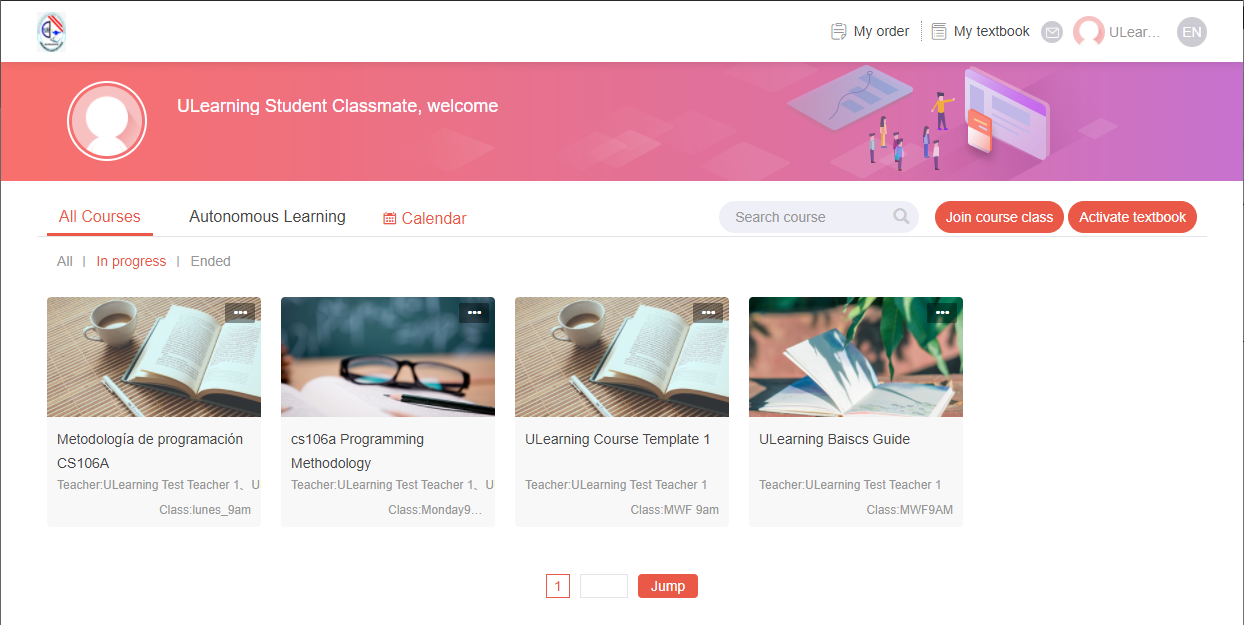 My order
My textbook
ULear...
EN
ULearning Student Classmate, welcome
All Courses
Autonomous Learning
Calendar
Search course
Join course class
Activate textbook
All | In progress | Ended
Metodología de programación
CS106A
Teacher:ULearning Test Teacher 1、U
Class:lunes_9am
cs106a Programming
Methodology
Teacher:ULearning Test Teacher 1、U
Class:Monday9...
ULearning Course Template 1
Teacher:ULearning Test Teacher 1
Class:MWF 9am
ULearning Baiscs Guide
Teacher:ULearning Test Teacher 1
Class:MWF9AM
1
Jump